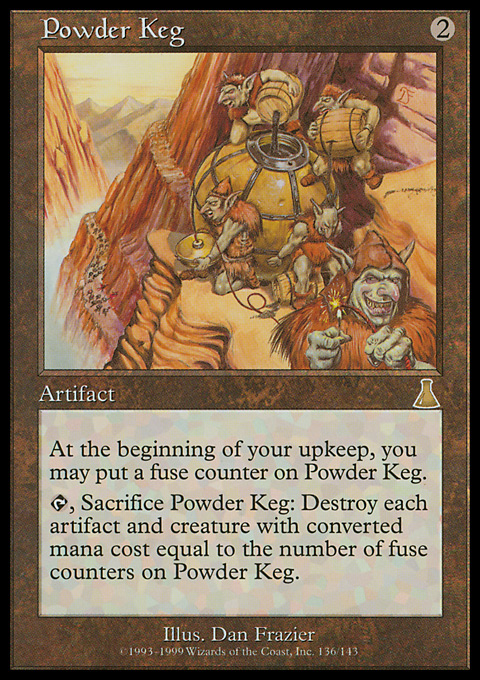 Powder Keg 2
Artifact
At the beginning of your upkeep, you
may put a fuse counter on Powder Keg.
, Sacrifice Powder Keg: Destroy each
artifact and creature with converted
mana cost equal to the number of fuse
counters on Powder Keg.
Illus. Dan Frazier
©1993-1999 Wizards of the Coast, Inc. 136/143